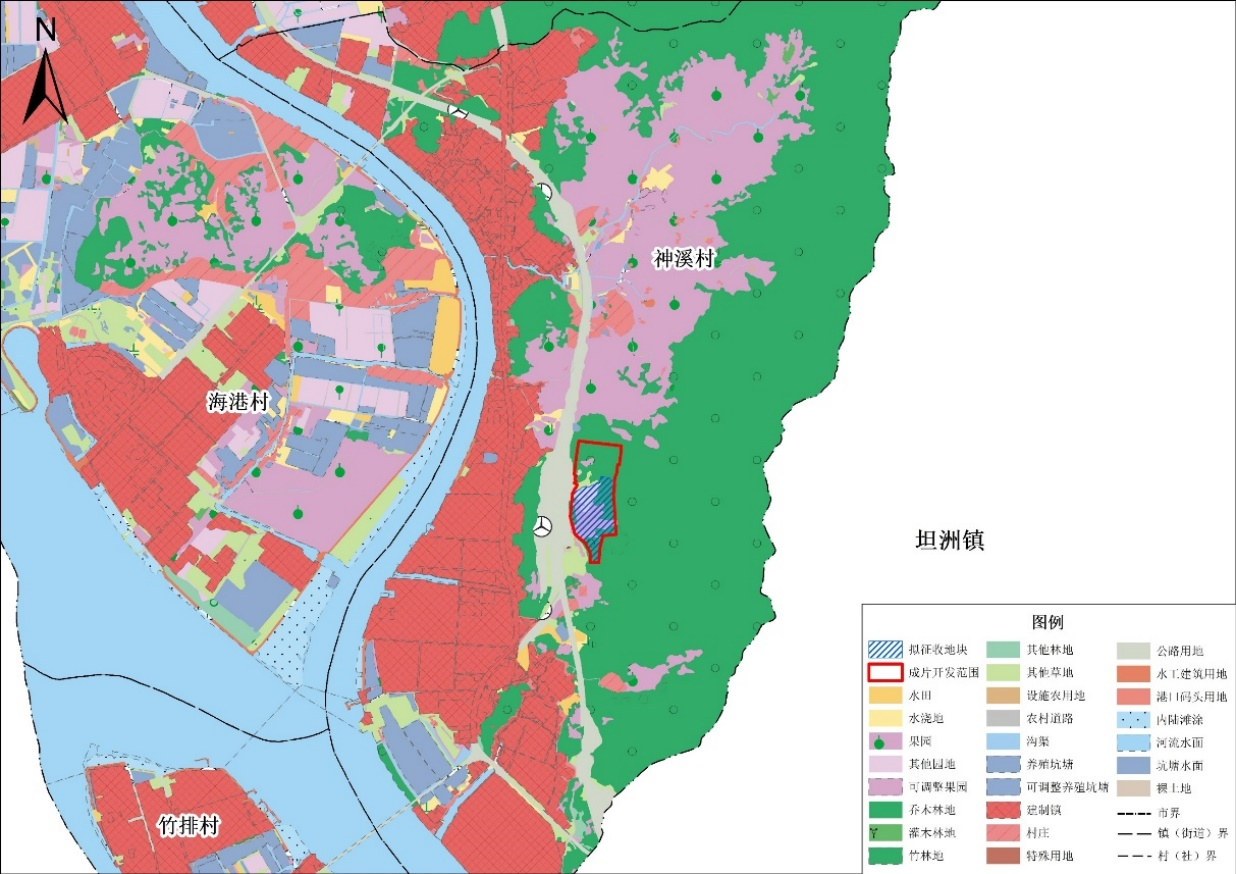 N
神溪村
海港村
坦洲镇
竹排村
图例
拟征收地块
成片开发范围
水田
水浇地
果园
其他园地
可调整果园
乔木林地
灌木林地
竹林地
其他林地
其他草地
设施农用地
农村道路
沟渠
养殖坑塘
可调整养殖坑塘
建制镇
村庄
特殊用地
公路用地
水工建筑用地
港口码头用地
内陆滩涂
河流水面
坑塘水面
裸土地
市界
镇（街道）界
村（社）界